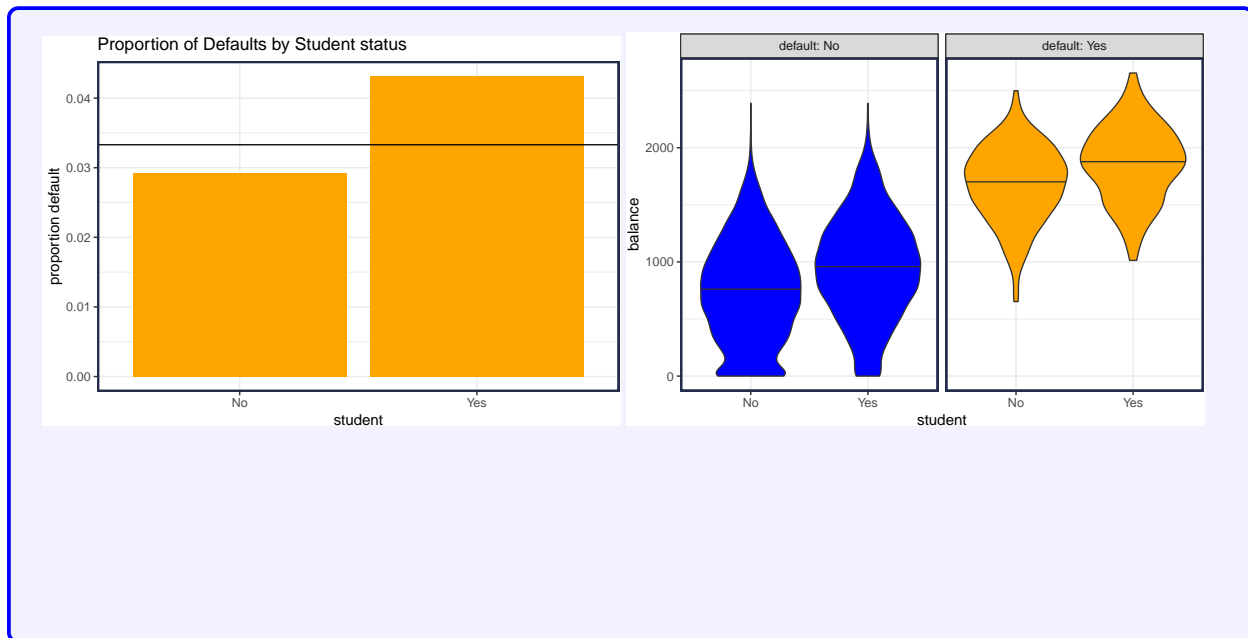 Proportion of Defaults by Student status
0.04
0.03
0.02
0.01
0.00
proportion default
No
Yes
student
default: No
default: Yes
2000
1000
0
balance
No
Yes
No
Yes
student